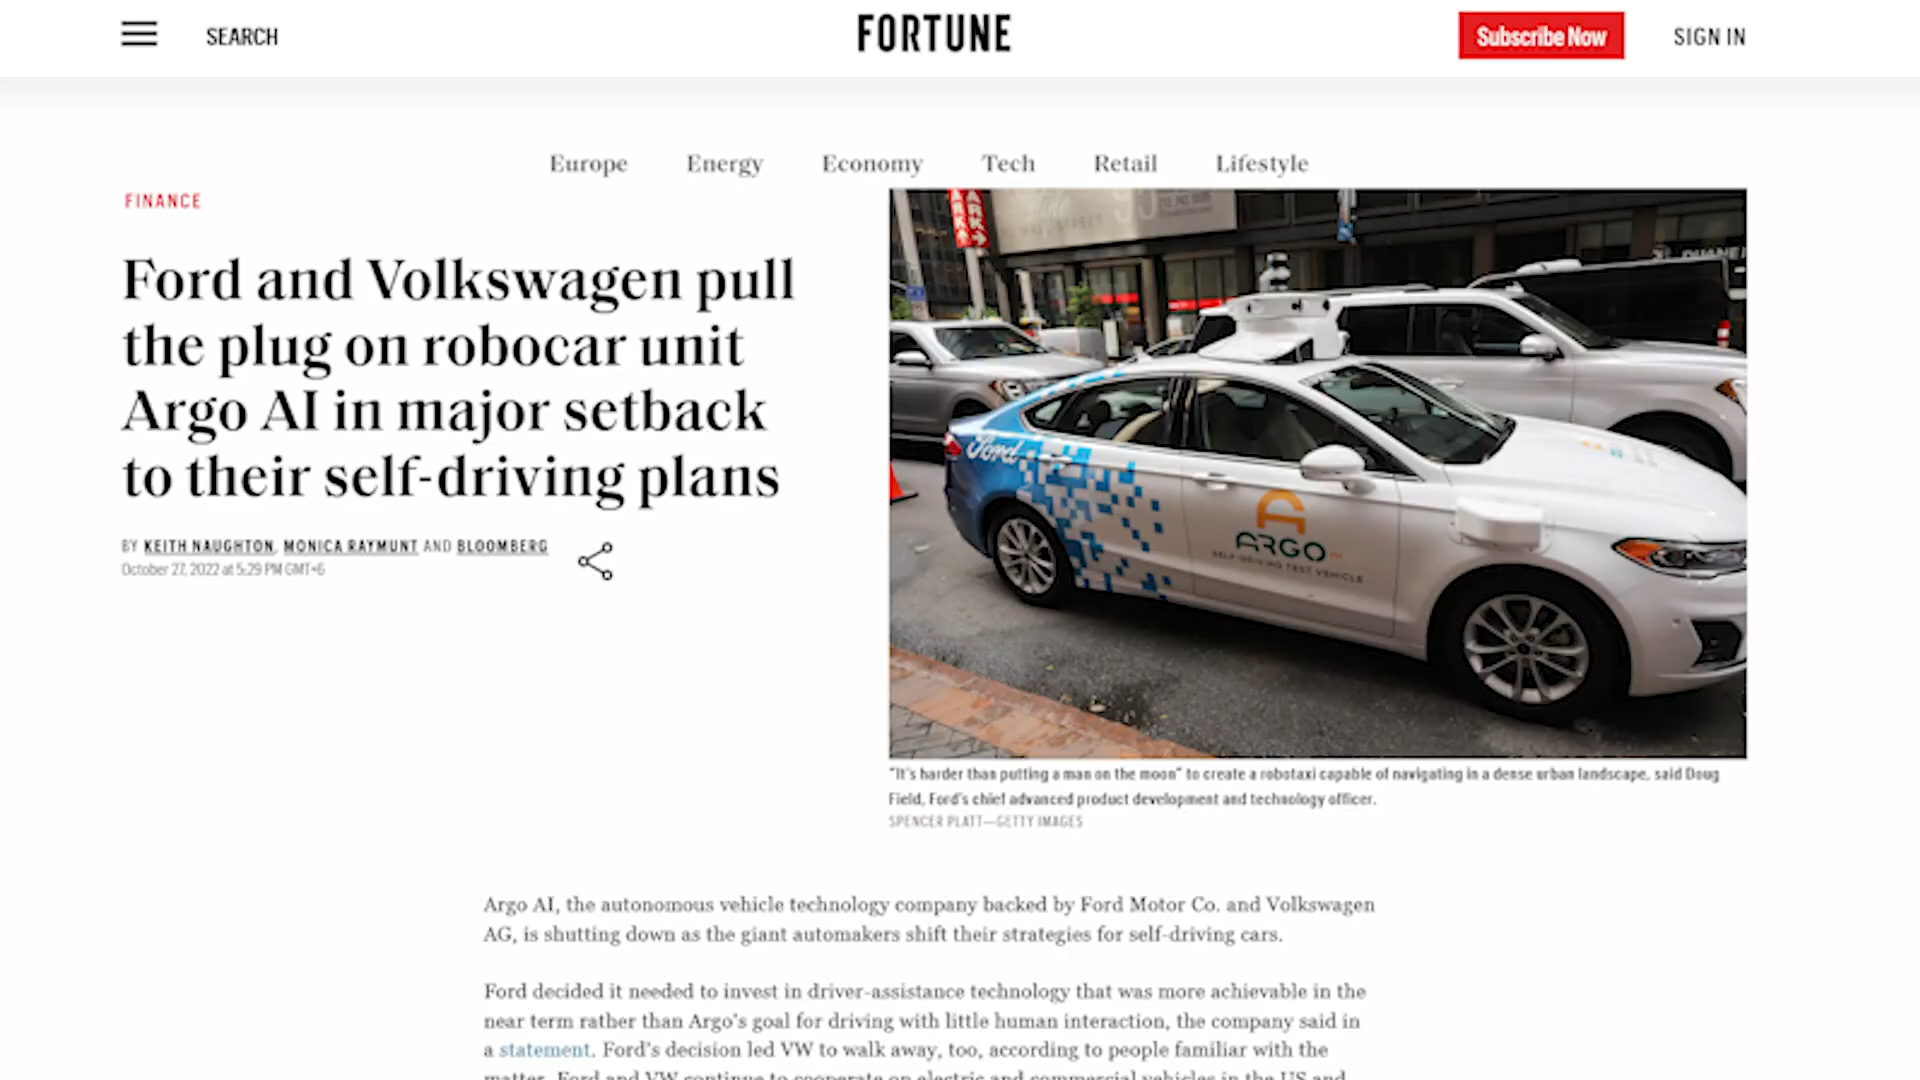 SEARCH
FORTUNE
Subscribe Now
SIGN IN
Europe
Energy
Economy
Tech
Retail
Lifestyle
FINANCE
Ford and Volkswagen pull
the plug on robocar unit
Argo AI in major setback
to their self-driving plans
BY KEITH NAUGHTON, MONICA RAYMUNT AND BLOOMBERG
October 27, 2022 at 5:29 PM GMT+6
ARK
ARK
Ford
ARGO AI
SELF-DRIVING TEST VEHICLE
"It's harder than putting a man on the moon" to create a robotaxi capable of navigating in a dense urban landscape, said Doug
Field, Ford's chief advanced product development and technology officer.
SPENCER PLATT—GETTY IMAGES
Argo AI, the autonomous vehicle technology company backed by Ford Motor Co. and Volkswagen
AG, is shutting down as the giant automakers shift their strategies for self-driving cars.
Ford decided it needed to invest in driver-assistance technology that was more achievable in the
near term rather than Argo's goal for driving with little human interaction, the company said in
a statement. Ford's decision led VW to walk away, too, according to people familiar with the
matter. Ford and VW continue to cooperate on electric and commercial vehicles in the US and